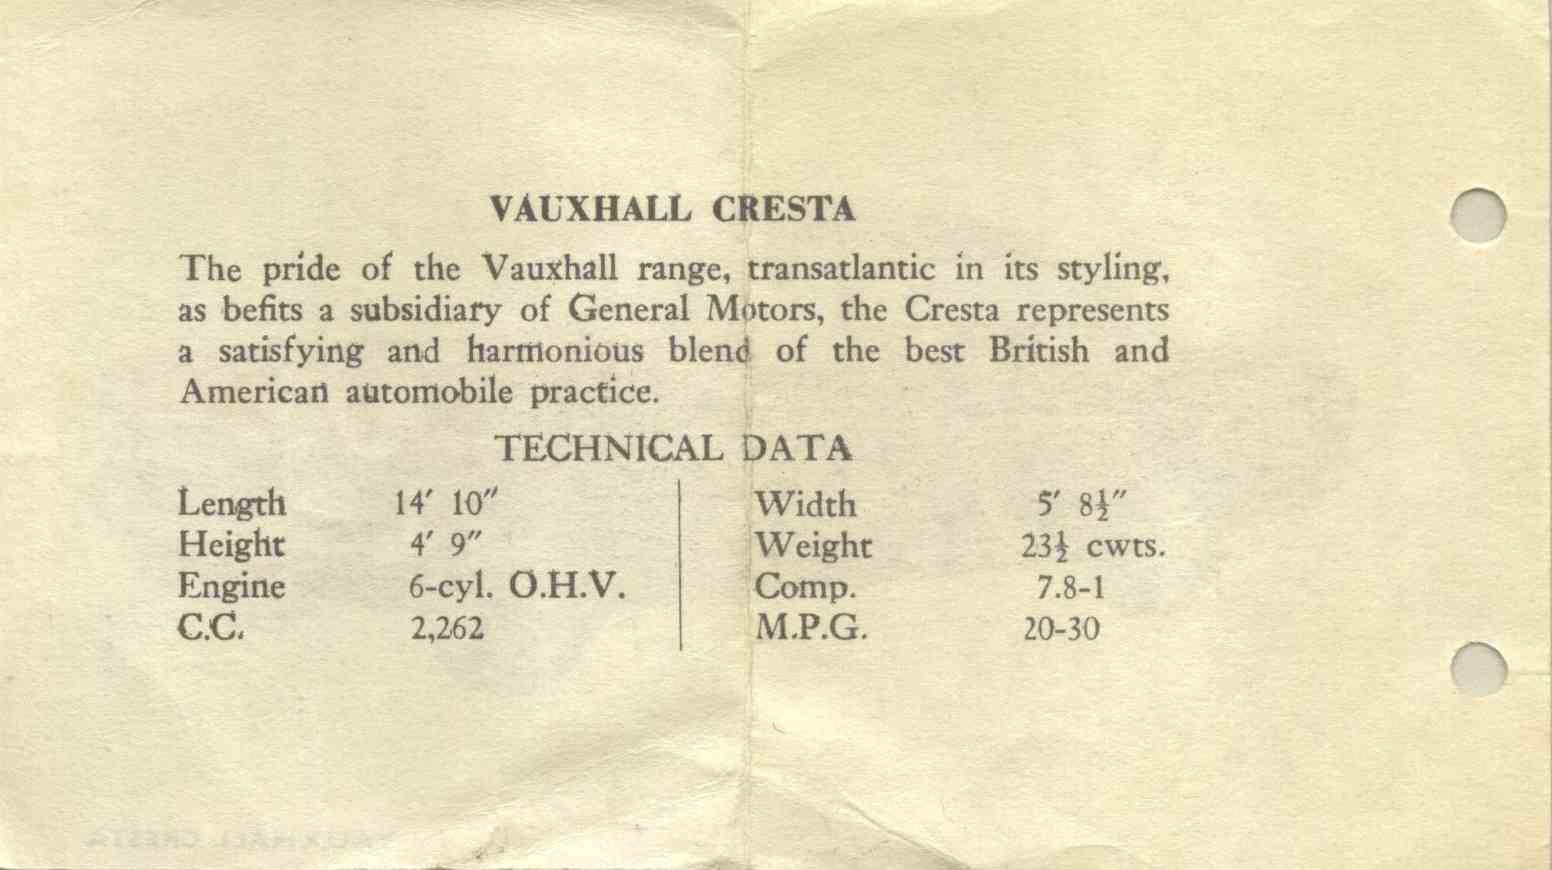 VAUXHALL CRESTA
The pride of the Vauxhall range, transatlantic in its styling,
as befits a subsidiary of General Motors, the Cresta represents
a satisfying and harmonious blend of the best British and
American automobile practice.
TECHNICAL DATA
Length 14′ 10″ Width 5′ 8½″
Height 4′ 9″ Weight 23½ cwts.
Engine 6-cyl. O.H.V. Comp. 7.8-1
C.C. 2,262 M.P.G. 20-30
VAUXHALL CRESTA